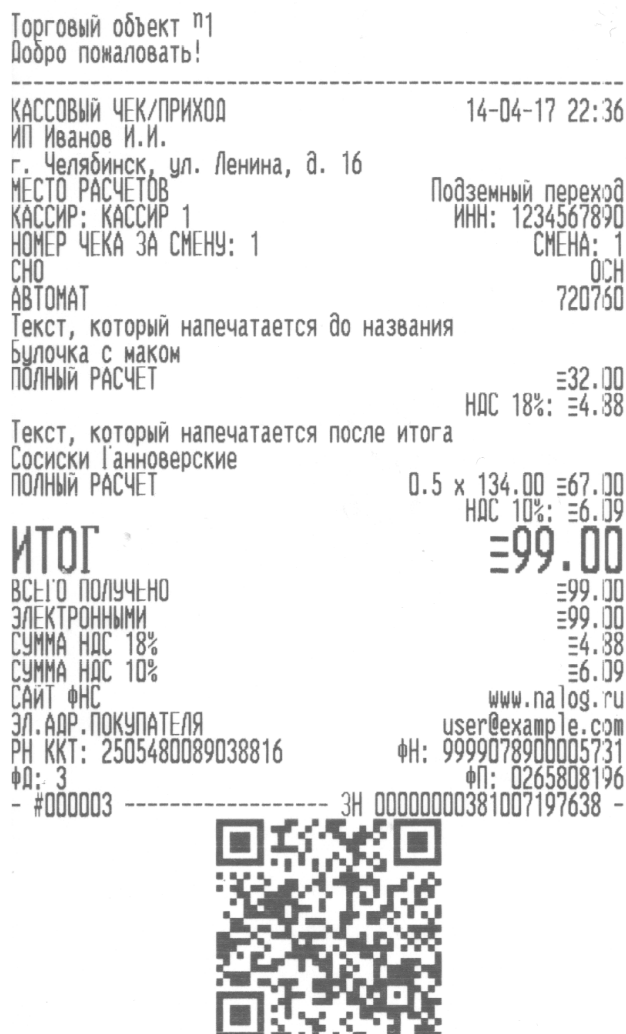 Торговый объект n1
Добро пожаловать!
КАССОВЫЙ ЧЕК/ПРИХОД 14-04-17 22:36
ИП Иванов И.И.
г. Челябинск, ул. Ленина, д. 16
МЕСТО РАСЧЕТОВ Подземный переход
КАССИР: КАССИР 1 ИНН: 1234567890
НОМЕР ЧЕКА ЗА СМЕНУ: 1 СМЕНА: 1
СНО ОСН
АВТОМАТ 720760
Текст, который напечатается до названия
Булочка с маком
ПОЛНЫЙ РАСЧЕТ ≡32.00
НДС 18%: ≡4.88
Текст, который напечатается после итога
Сосиски Ганноверские
ПОЛНЫЙ РАСЧЕТ 0.5 x 134.00 ≡67.00
НДС 10%: ≡6.09
ИТОГ ≡99.00
ВСЕГО ПОЛУЧЕНО ≡99.00
ЭЛЕКТРОННЫМИ ≡99.00
СУММА НДС 18% ≡4.88
СУММА НДС 10% ≡6.09
САЙТ ФНС www.nalog.ru
ЭЛ.АДР.ПОКУПАТЕЛЯ user@example.com
РН ККТ: 2505480089038816 ФН: 9999078900005731
ФД: 3 ФП: 0265808196
- #000003 ------------------ ЗН 00000000381007197638 -